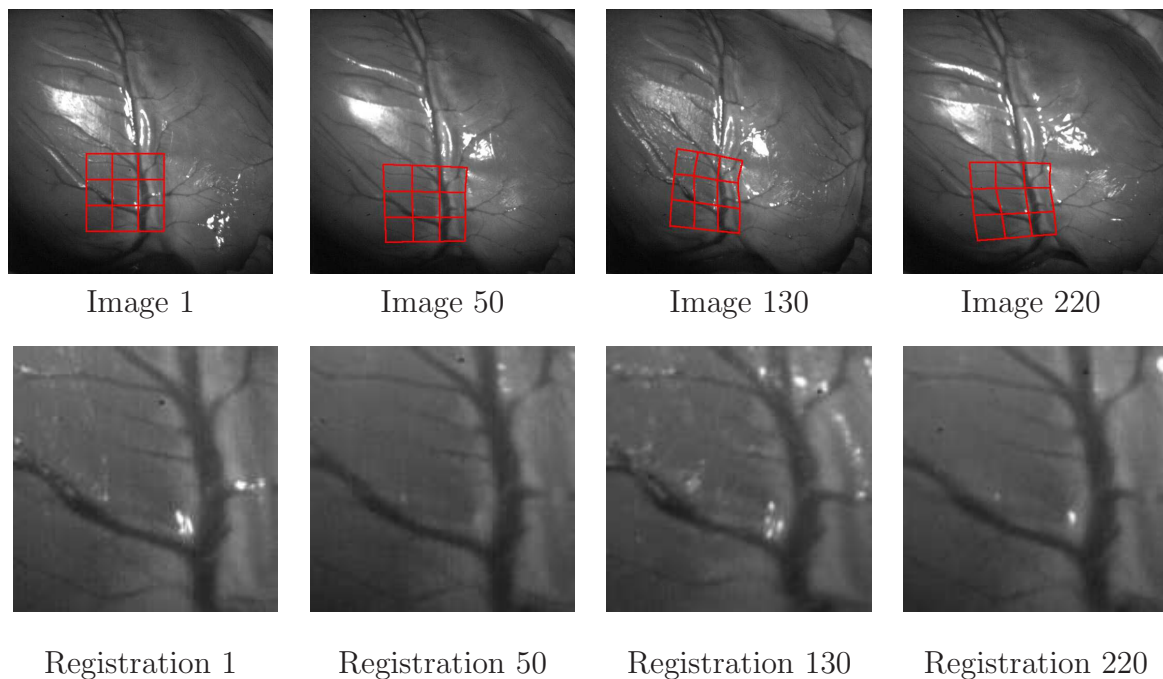 Image 1
Image 50
Image 130
Image 220
Registration 1
Registration 50
Registration 130
Registration 220